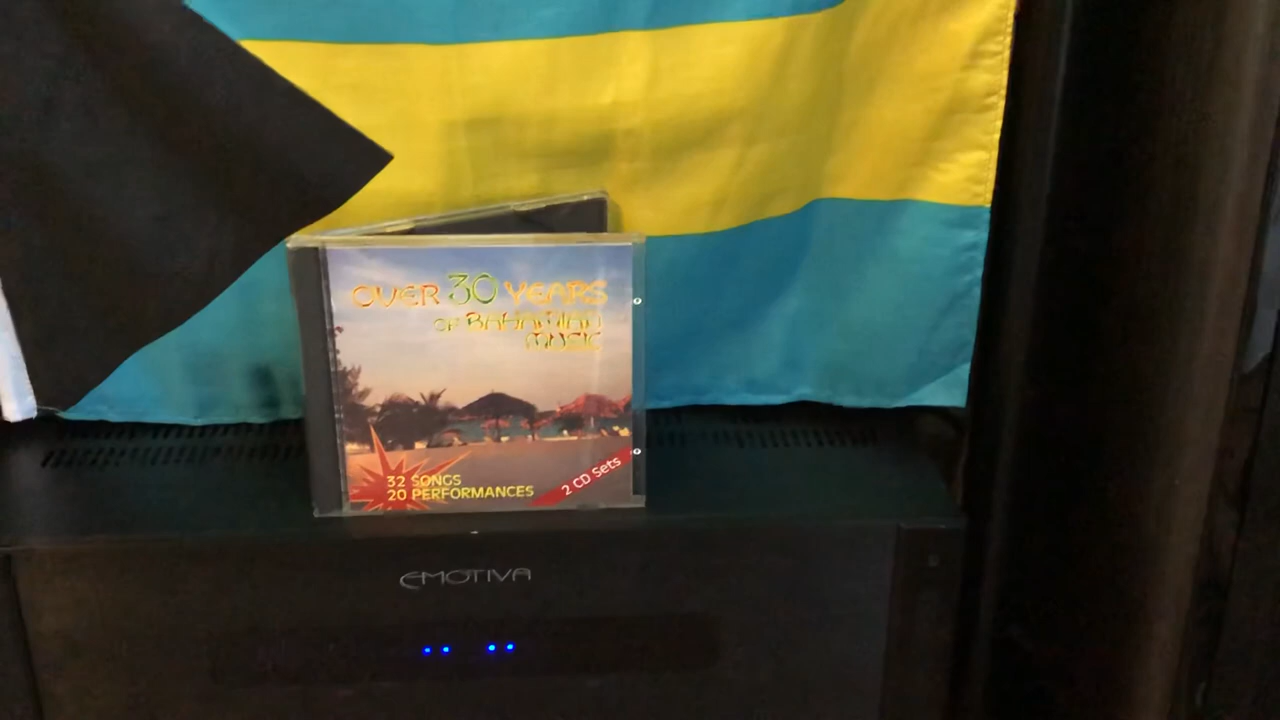 OVER 30 YEARS
OF BAHAMIAN
MUSIC
32 SONGS
20 PERFORMANCES
2 CD Sets
EMOTIVA